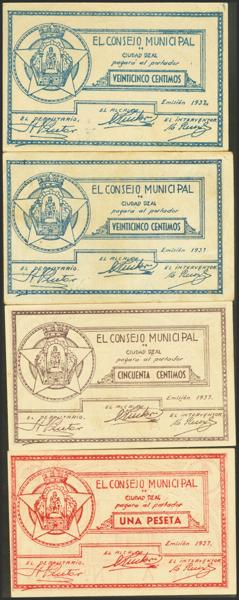 EL CONSEJO MUNICIPAL
DE
CIUDAD REAL
pagará al portador
VEINTICINCO CENTIMOS
Emisión 1937.
EL DEPOSITARIO.
EL ALCALDE
EL INTERVENTOR
EL CONSEJO MUNICIPAL
DE
CIUDAD REAL
pagará al portador
VEINTICINCO CENTIMOS
Emisión 1937.
EL DEPOSITARIO.
EL ALCALDE
EL INTERVENTOR
EL CONSEJO MUNICIPAL
DE
CIUDAD REAL
pagará al portador
CINCUENTA CENTIMOS
Emisión 1937.
EL DEPOSITARIO.
EL ALCALDE
EL INTERVENTOR
EL CONSEJO MUNICIPAL
DE
CIUDAD REAL
pagará al portador
UNA PESETA
Emisión 1937.
EL DEPOSITARIO.
EL ALCALDE
EL INTERVENTOR